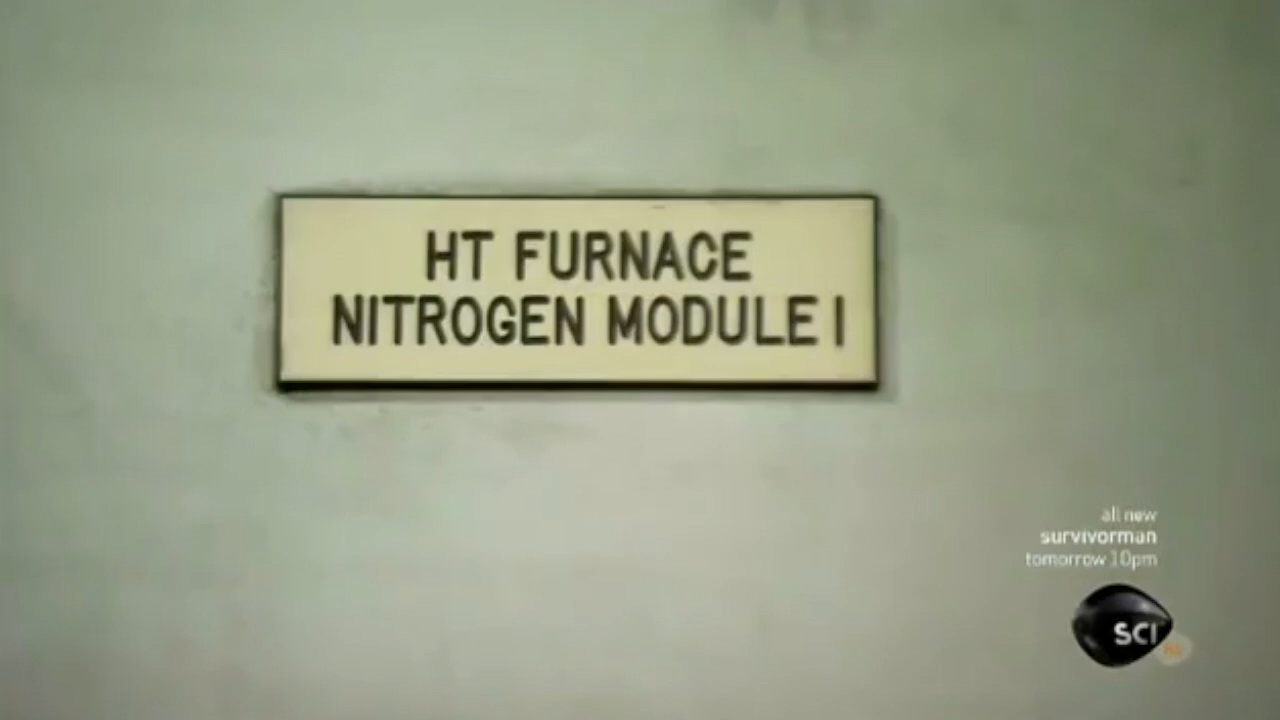 HT FURNACE
NITROGEN MODULE I
all new
survivorman
tomorrow 10pm
SCI